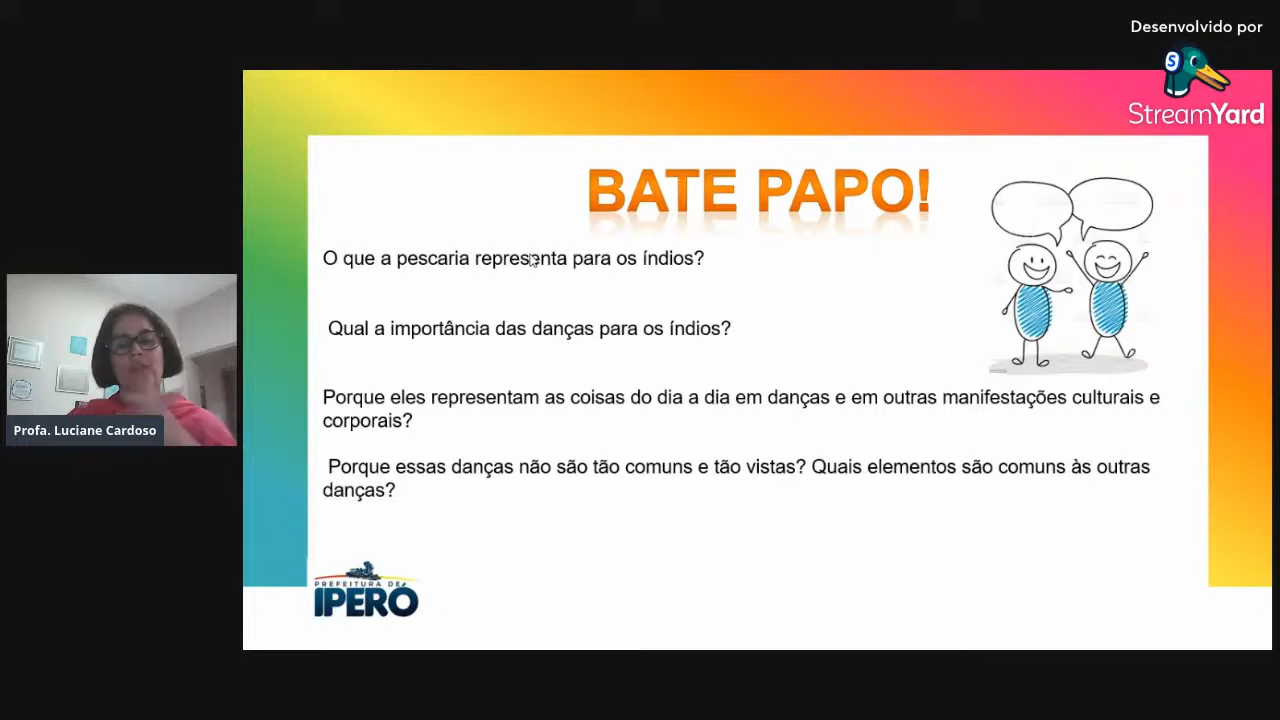 Desenvolvido por
StreamYard
BATE PAPO!
O que a pescaria representa para os índios?
Qual a importância das danças para os índios?
Porque eles representam as coisas do dia a dia em danças e em outras manifestações culturais e
corporais?
Porque essas danças não são tão comuns e tão vistas? Quais elementos são comuns às outras
danças?
Profa. Luciane Cardoso
PREFEITURA DE
IPERÓ